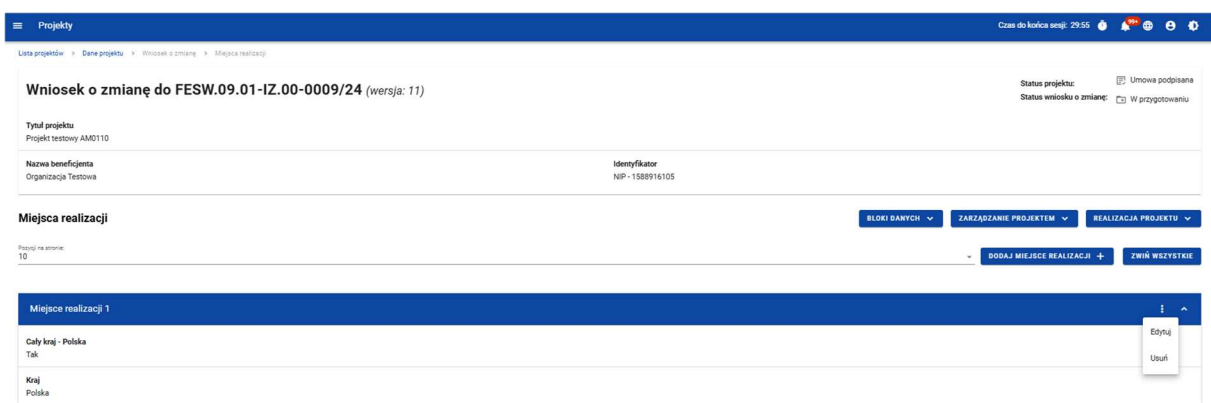 Projekty
Czas do końca sesji: 29:55
99+
Lista projektów > Dane projektu > Wniosek o zmianę > Miejsca realizacji
Wniosek o zmianę do FESW.09.01-IZ.00-0009/24 (wersja: 11)
Status projektu: Umowa podpisana
Status wniosku o zmianę: W przygotowaniu
Tytuł projektu
Projekt testowy AM0110
Nazwa beneficjenta Identyfikator
Organizacja Testowa NIP - 1588916105
Miejsca realizacji BLOKI DANYCH ZARZĄDZANIE PROJEKTEM REALIZACJA PROJEKTU
Pozycji na stronie:
10 DODAJ MIEJSCE REALIZACJI + ZWIŃ WSZYSTKIE
Miejsce realizacji 1
Edytuj
Usuń
Cały kraj - Polska
Tak
Kraj
Polska